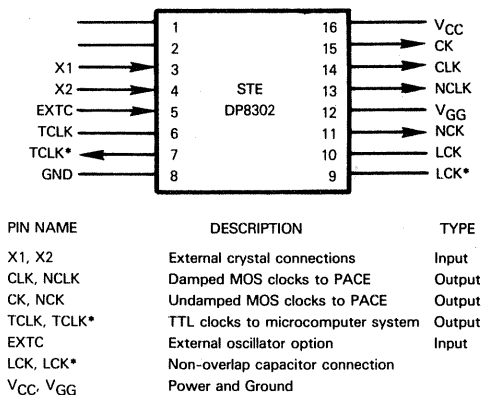 1 16 VCC
2 15 CK
X1 3 14 CLK
X2 4 STE 13 NCLK
EXTC 5 DP8302 12 VGG
TCLK 6 11 NCK
TCLK* 7 10 LCK
GND 8 9 LCK*
PIN NAME DESCRIPTION TYPE
X1, X2 External crystal connections Input
CLK, NCLK Damped MOS clocks to PACE Output
CK, NCK Undamped MOS clocks to PACE Output
TCLK, TCLK* TTL clocks to microcomputer system Output
EXTC External oscillator option Input
LCK, LCK* Non-overlap capacitor connection
VCC, VGG Power and Ground